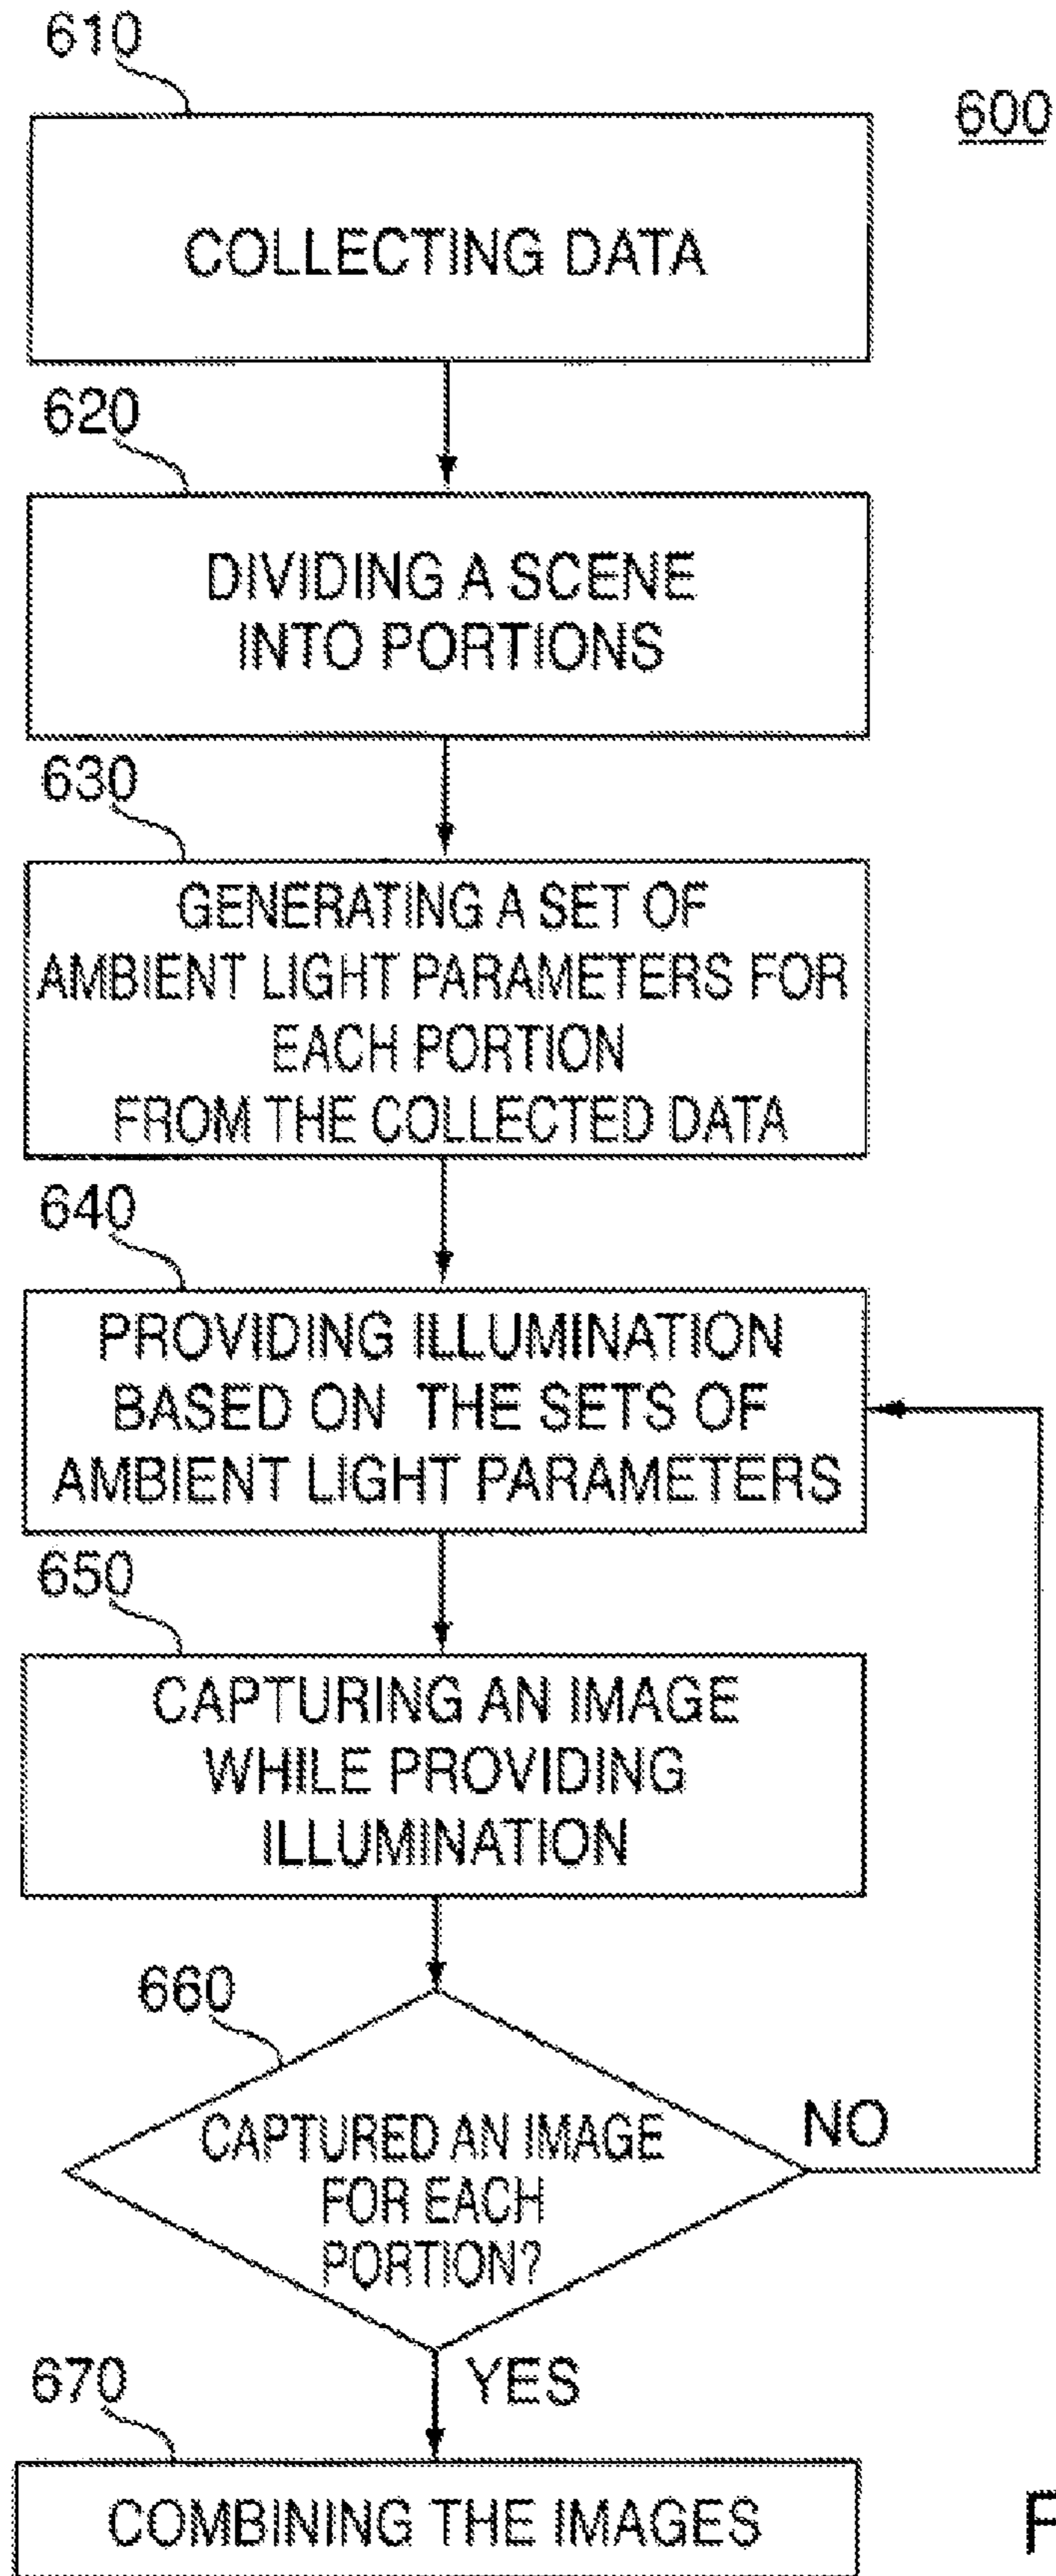 610
600
COLLECTING DATA
620
DIVIDING A SCENE
INTO PORTIONS
630
GENERATING A SET OF
AMBIENT LIGHT PARAMETERS FOR
EACH PORTION
FROM THE COLLECTED DATA
640
PROVIDING ILLUMINATION
BASED ON THE SETS OF
AMBIENT LIGHT PARAMETERS
650
CAPTURING AN IMAGE
WHILE PROVIDING
ILLUMINATION
660
CAPTURED AN IMAGE
FOR EACH
PORTION?
NO
YES
670
COMBINING THE IMAGES